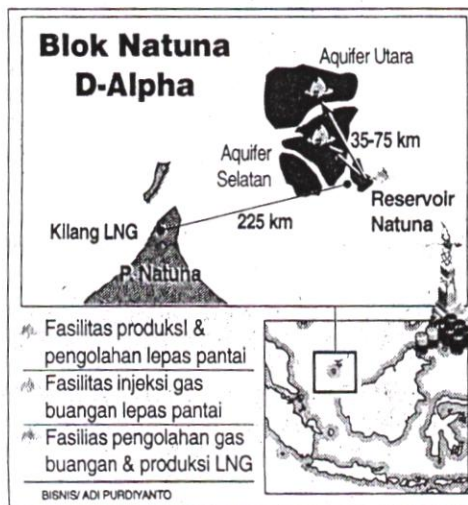 Blok Natuna
D-Alpha
Aquifer Utara
35-75 km
Aquifer
Selatan
Reservoir
Natuna
225 km
Kilang LNG
P. Natuna
Fasilitas produksI &
pengolahan lepas pantai
Fasilitas injeksi gas
buangan lepas pantai
Fasilias pengolahan gas
buangan & produksi LNG
BISNIS/ ADI PURDIYANTO